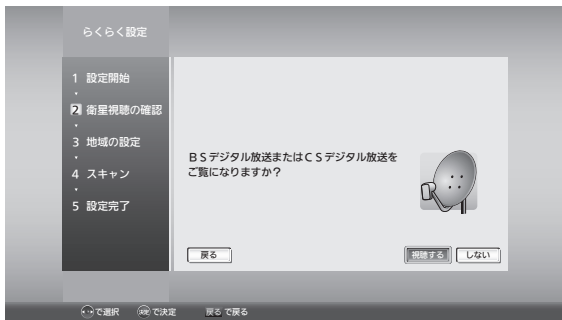 らくらく設定
1 設定開始
2 衛星視聴の確認
3 地域の設定
4 スキャン
5 設定完了
ＢＳデジタル放送またはＣＳデジタル放送を
ご覧になりますか？
戻る 視聴する しない
で選択 決定 で決定 戻る で戻る